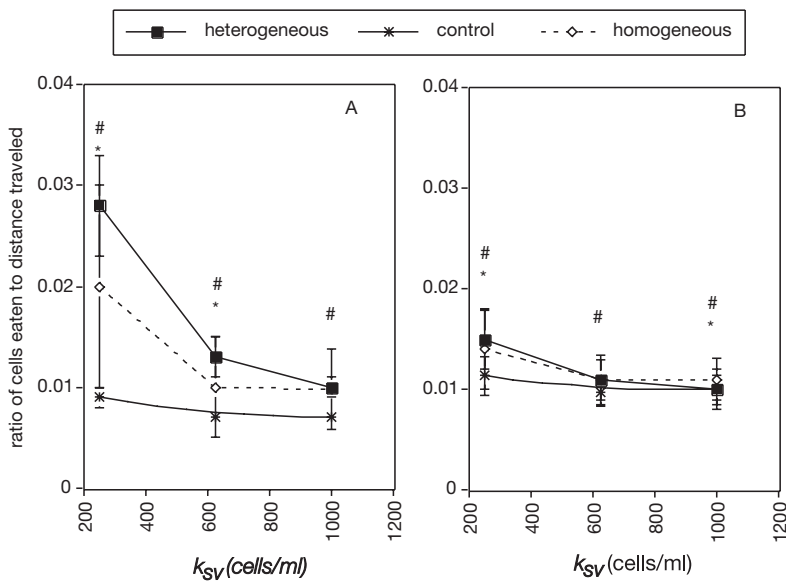 heterogeneous control homogeneous
ratio of cells eaten to distance traveled
0.04
0.03
0.02
0.01
0
A
#
*
#
*
#
200 400 600 800 1000 1200
kSV (cells/ml)
0.04
0.03
0.02
0.01
0
B
#
*
#
#
*
200 400 600 800 1000 1200
kSV (cells/ml)